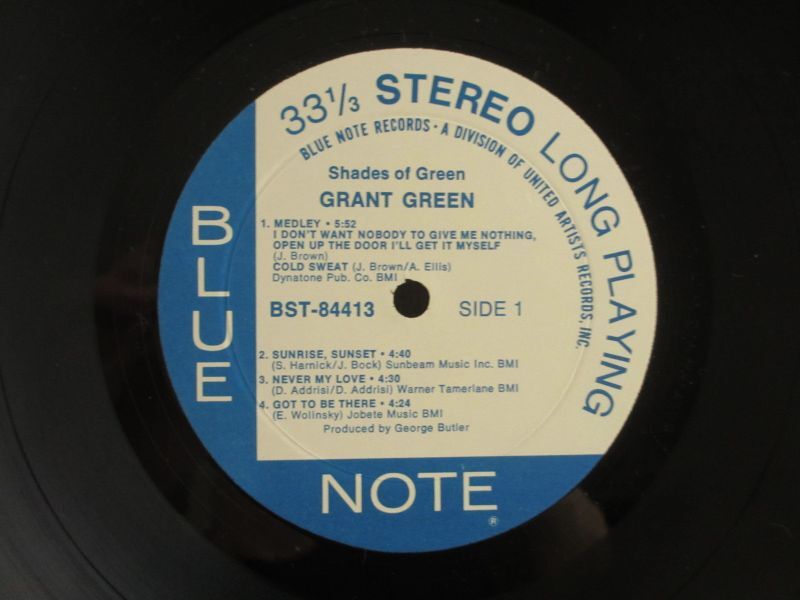 33⅓ STEREO LONG PLAYING
BLUE NOTE RECORDS • A DIVISION OF UNITED ARTISTS RECORDS, INC.
Shades of Green
GRANT GREEN
1. MEDLEY • 5:52
I DON'T WANT NOBODY TO GIVE ME NOTHING,
OPEN UP THE DOOR I'LL GET IT MYSELF
(J. Brown)
COLD SWEAT (J. Brown/A. Ellis)
Dynatone Pub. Co. BMI
BST-84413 SIDE 1
2. SUNRISE, SUNSET • 4:40
(S. Harnick/J. Bock) Sunbeam Music Inc. BMI
3. NEVER MY LOVE • 4:30
(D. Addrisi/D. Addrisi) Warner Tamerlane BMI
4. GOT TO BE THERE • 4:24
(E. Wolinsky) Jobete Music BMI
Produced by George Butler
BLUE
NOTE
®